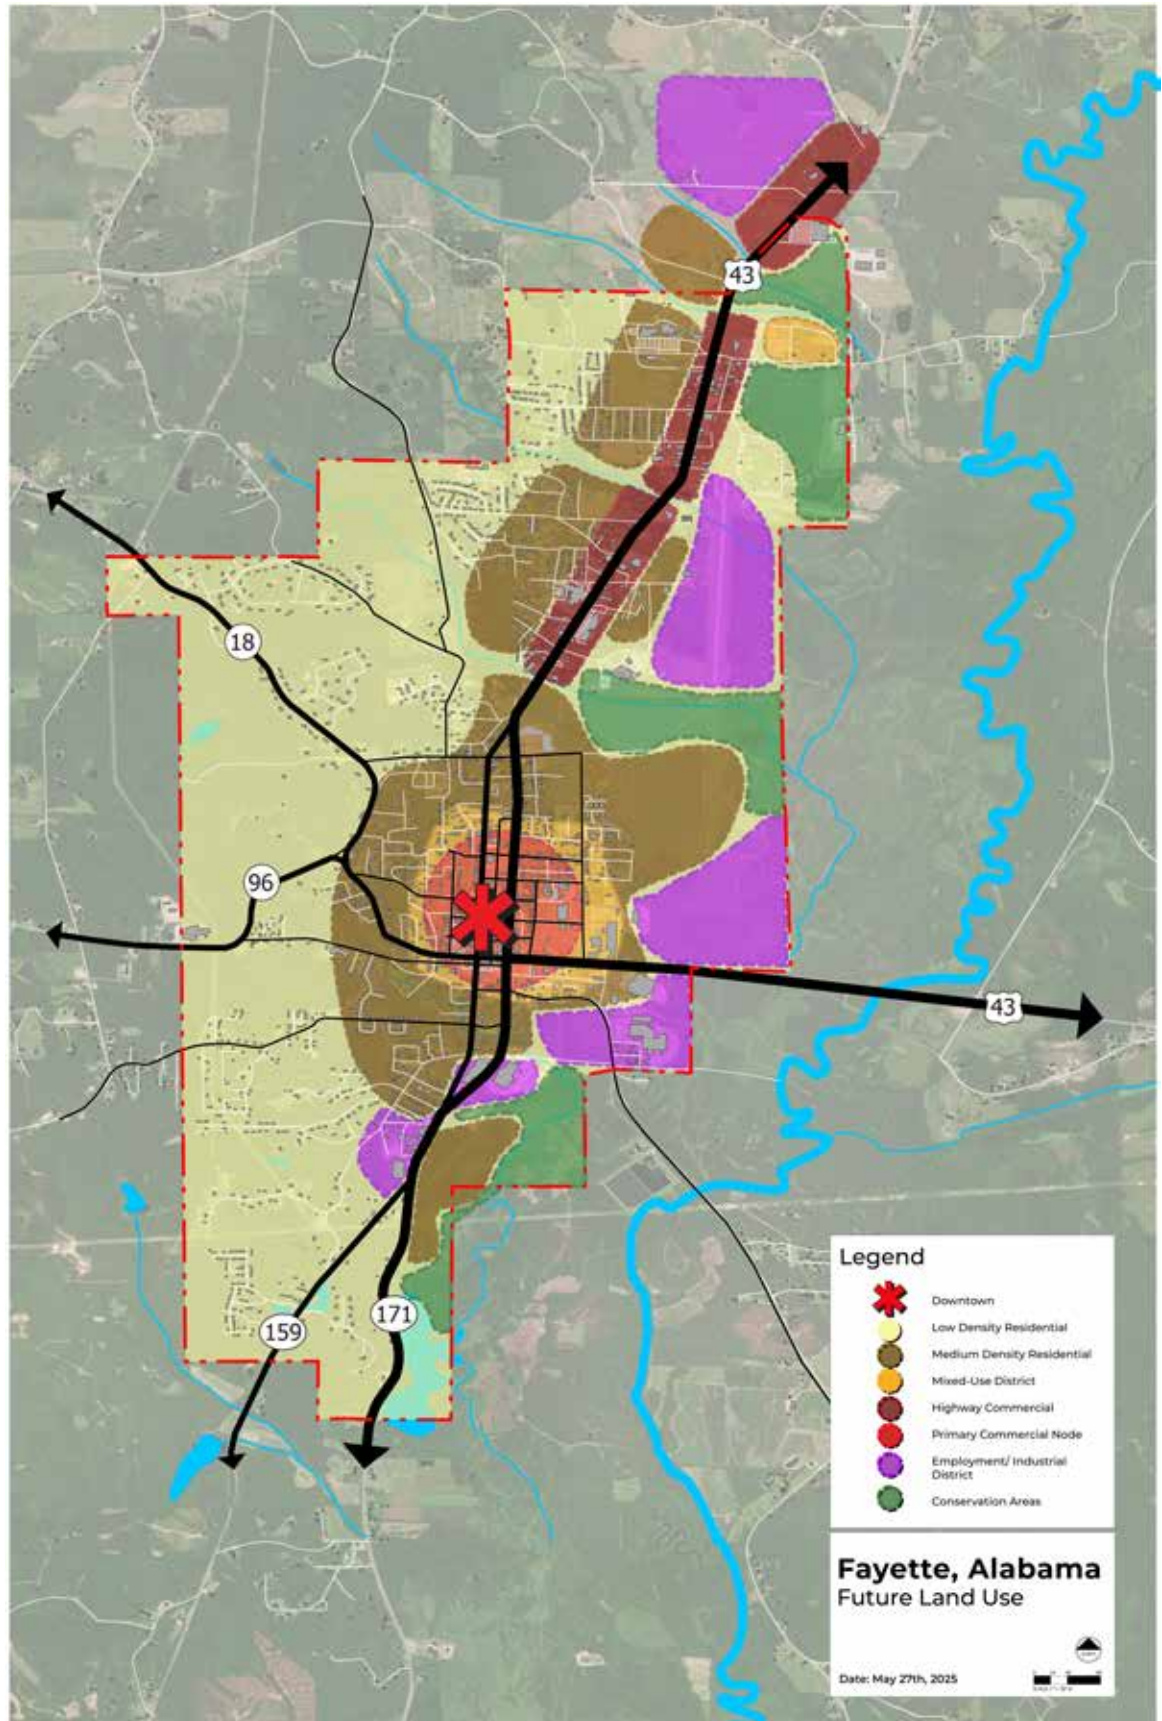 43
18
96
43
171
159
Legend
Downtown
Low Density Residential
Medium Density Residential
Mixed-Use District
Highway Commercial
Primary Commercial Node
Employment/ Industrial
District
Conservation Areas
Fayette, Alabama
Future Land Use
Date: May 27th, 2025